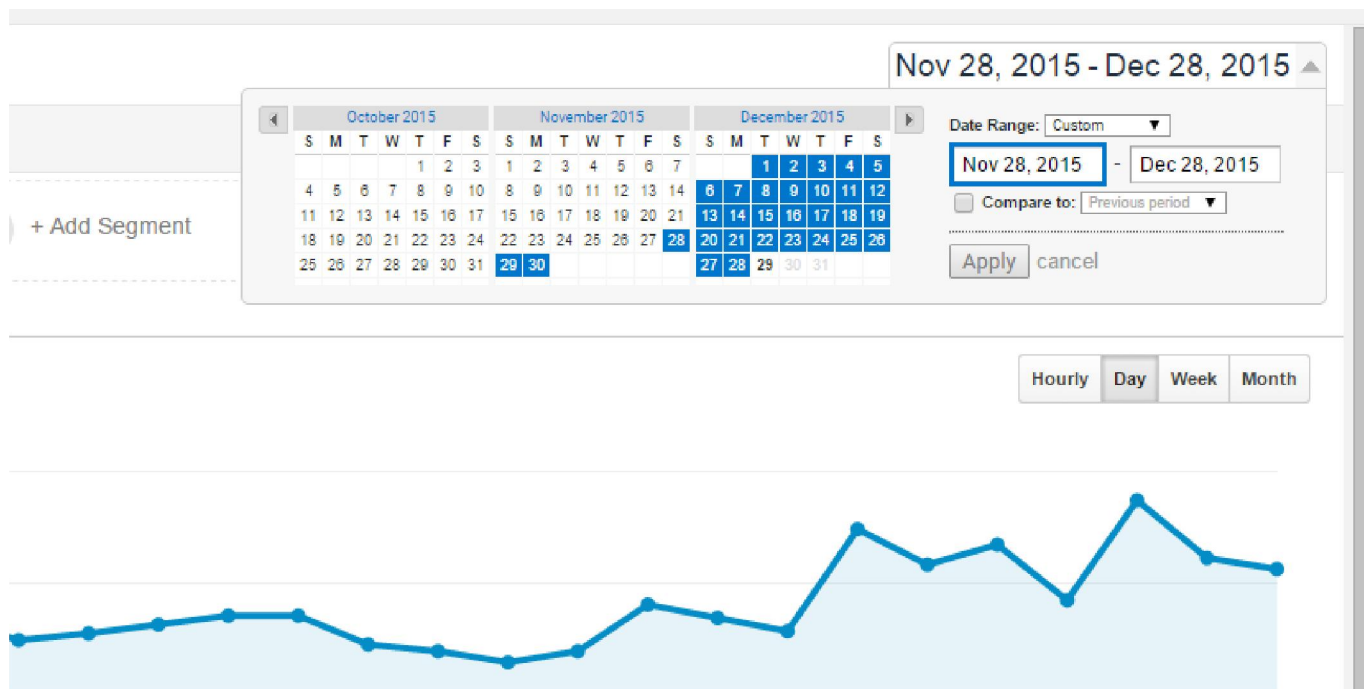 Nov 28, 2015 - Dec 28, 2015
October 2015 November 2015 December 2015
S M T W T F S S M T W T F S S M T W T F S
1 2 3 1 2 3 4 5 6 7 1 2 3 4 5
4 5 6 7 8 9 10 8 9 10 11 12 13 14 6 7 8 9 10 11 12
11 12 13 14 15 16 17 15 16 17 18 19 20 21 13 14 15 16 17 18 19
18 19 20 21 22 23 24 22 23 24 25 26 27 28 20 21 22 23 24 25 26
25 26 27 28 29 30 31 29 30 27 28 29 30 31
Date Range: Custom
Nov 28, 2015 - Dec 28, 2015
Compare to: Previous period
Apply cancel
+ Add Segment
Hourly Day Week Month